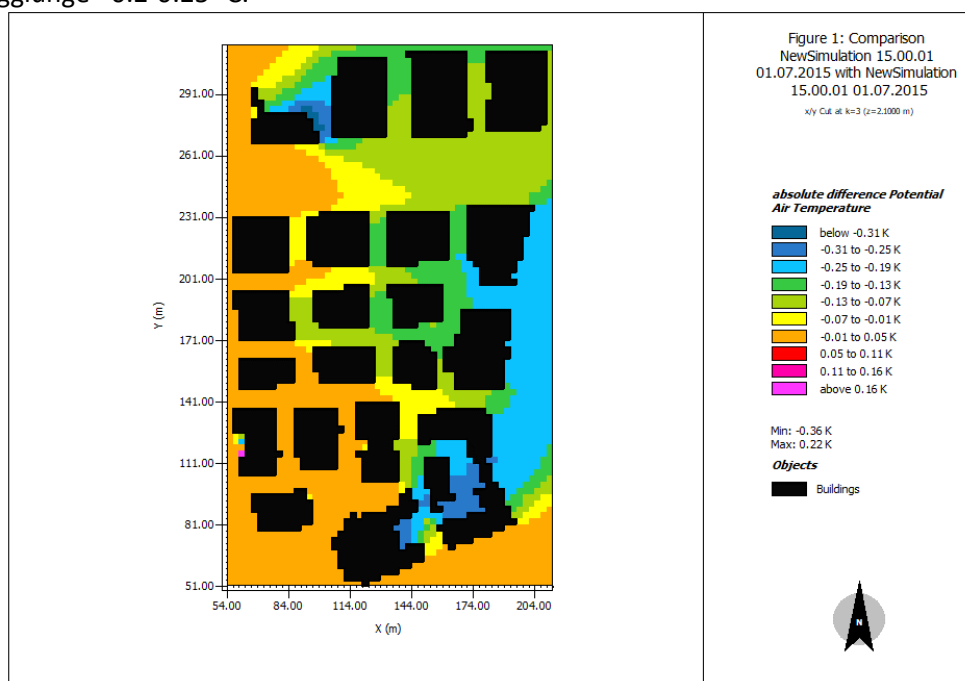 ggiunge -0.2-0.25 °C.
Figure 1: Comparison
NewSimulation 15.00.01
01.07.2015 with NewSimulation
15.00.01 01.07.2015
x/y Cut at k=3 (z=2.1000 m)
absolute difference Potential
Air Temperature
below -0.31 K
-0.31 to -0.25 K
-0.25 to -0.19 K
-0.19 to -0.13 K
-0.13 to -0.07 K
-0.07 to -0.01 K
-0.01 to 0.05 K
0.05 to 0.11 K
0.11 to 0.16 K
above 0.16 K
Min: -0.36 K
Max: 0.22 K
Objects
Buildings
N
Y (m)
291.00
261.00
231.00
201.00
171.00
141.00
111.00
81.00
51.00
54.00 84.00 114.00 144.00 174.00 204.00
X (m)